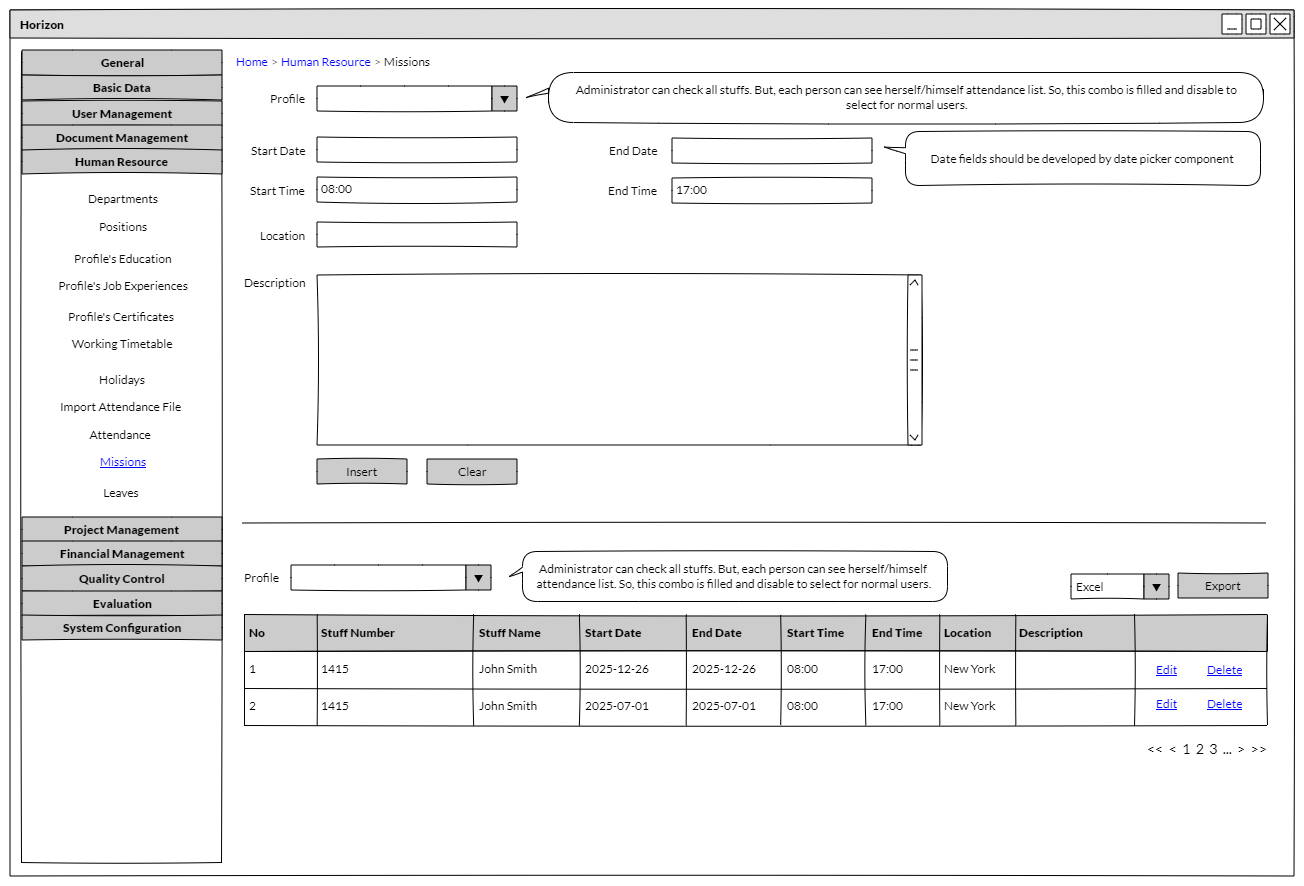 Horizon
General
Basic Data
User Management
Document Management
Human Resource
Departments
Positions
Profile's Education
Profile's Job Experiences
Profile's Certificates
Working Timetable
Holidays
Import Attendance File
Attendance
Missions
Leaves
Project Management
Financial Management
Quality Control
Evaluation
System Configuration
Home > Human Resource > Missions
Profile
Administrator can check all stuffs. But, each person can see herself/himself attendance list. So, this combo is filled and disable to
select for normal users.
Start Date
End Date
Date fields should be developed by date picker component
Start Time 08:00
End Time 17:00
Location
Description
Insert Clear
Profile
Administrator can check all stuffs. But, each person can see herself/himself
attendance list. So, this combo is filled and disable to select for normal users.
Excel Export
No Stuff Number Stuff Name Start Date End Date Start Time End Time Location Description
1 1415 John Smith 2025-12-26 2025-12-26 08:00 17:00 New York Edit Delete
2 1415 John Smith 2025-07-01 2025-07-01 08:00 17:00 New York Edit Delete
<< < 1 2 3 ... > >>